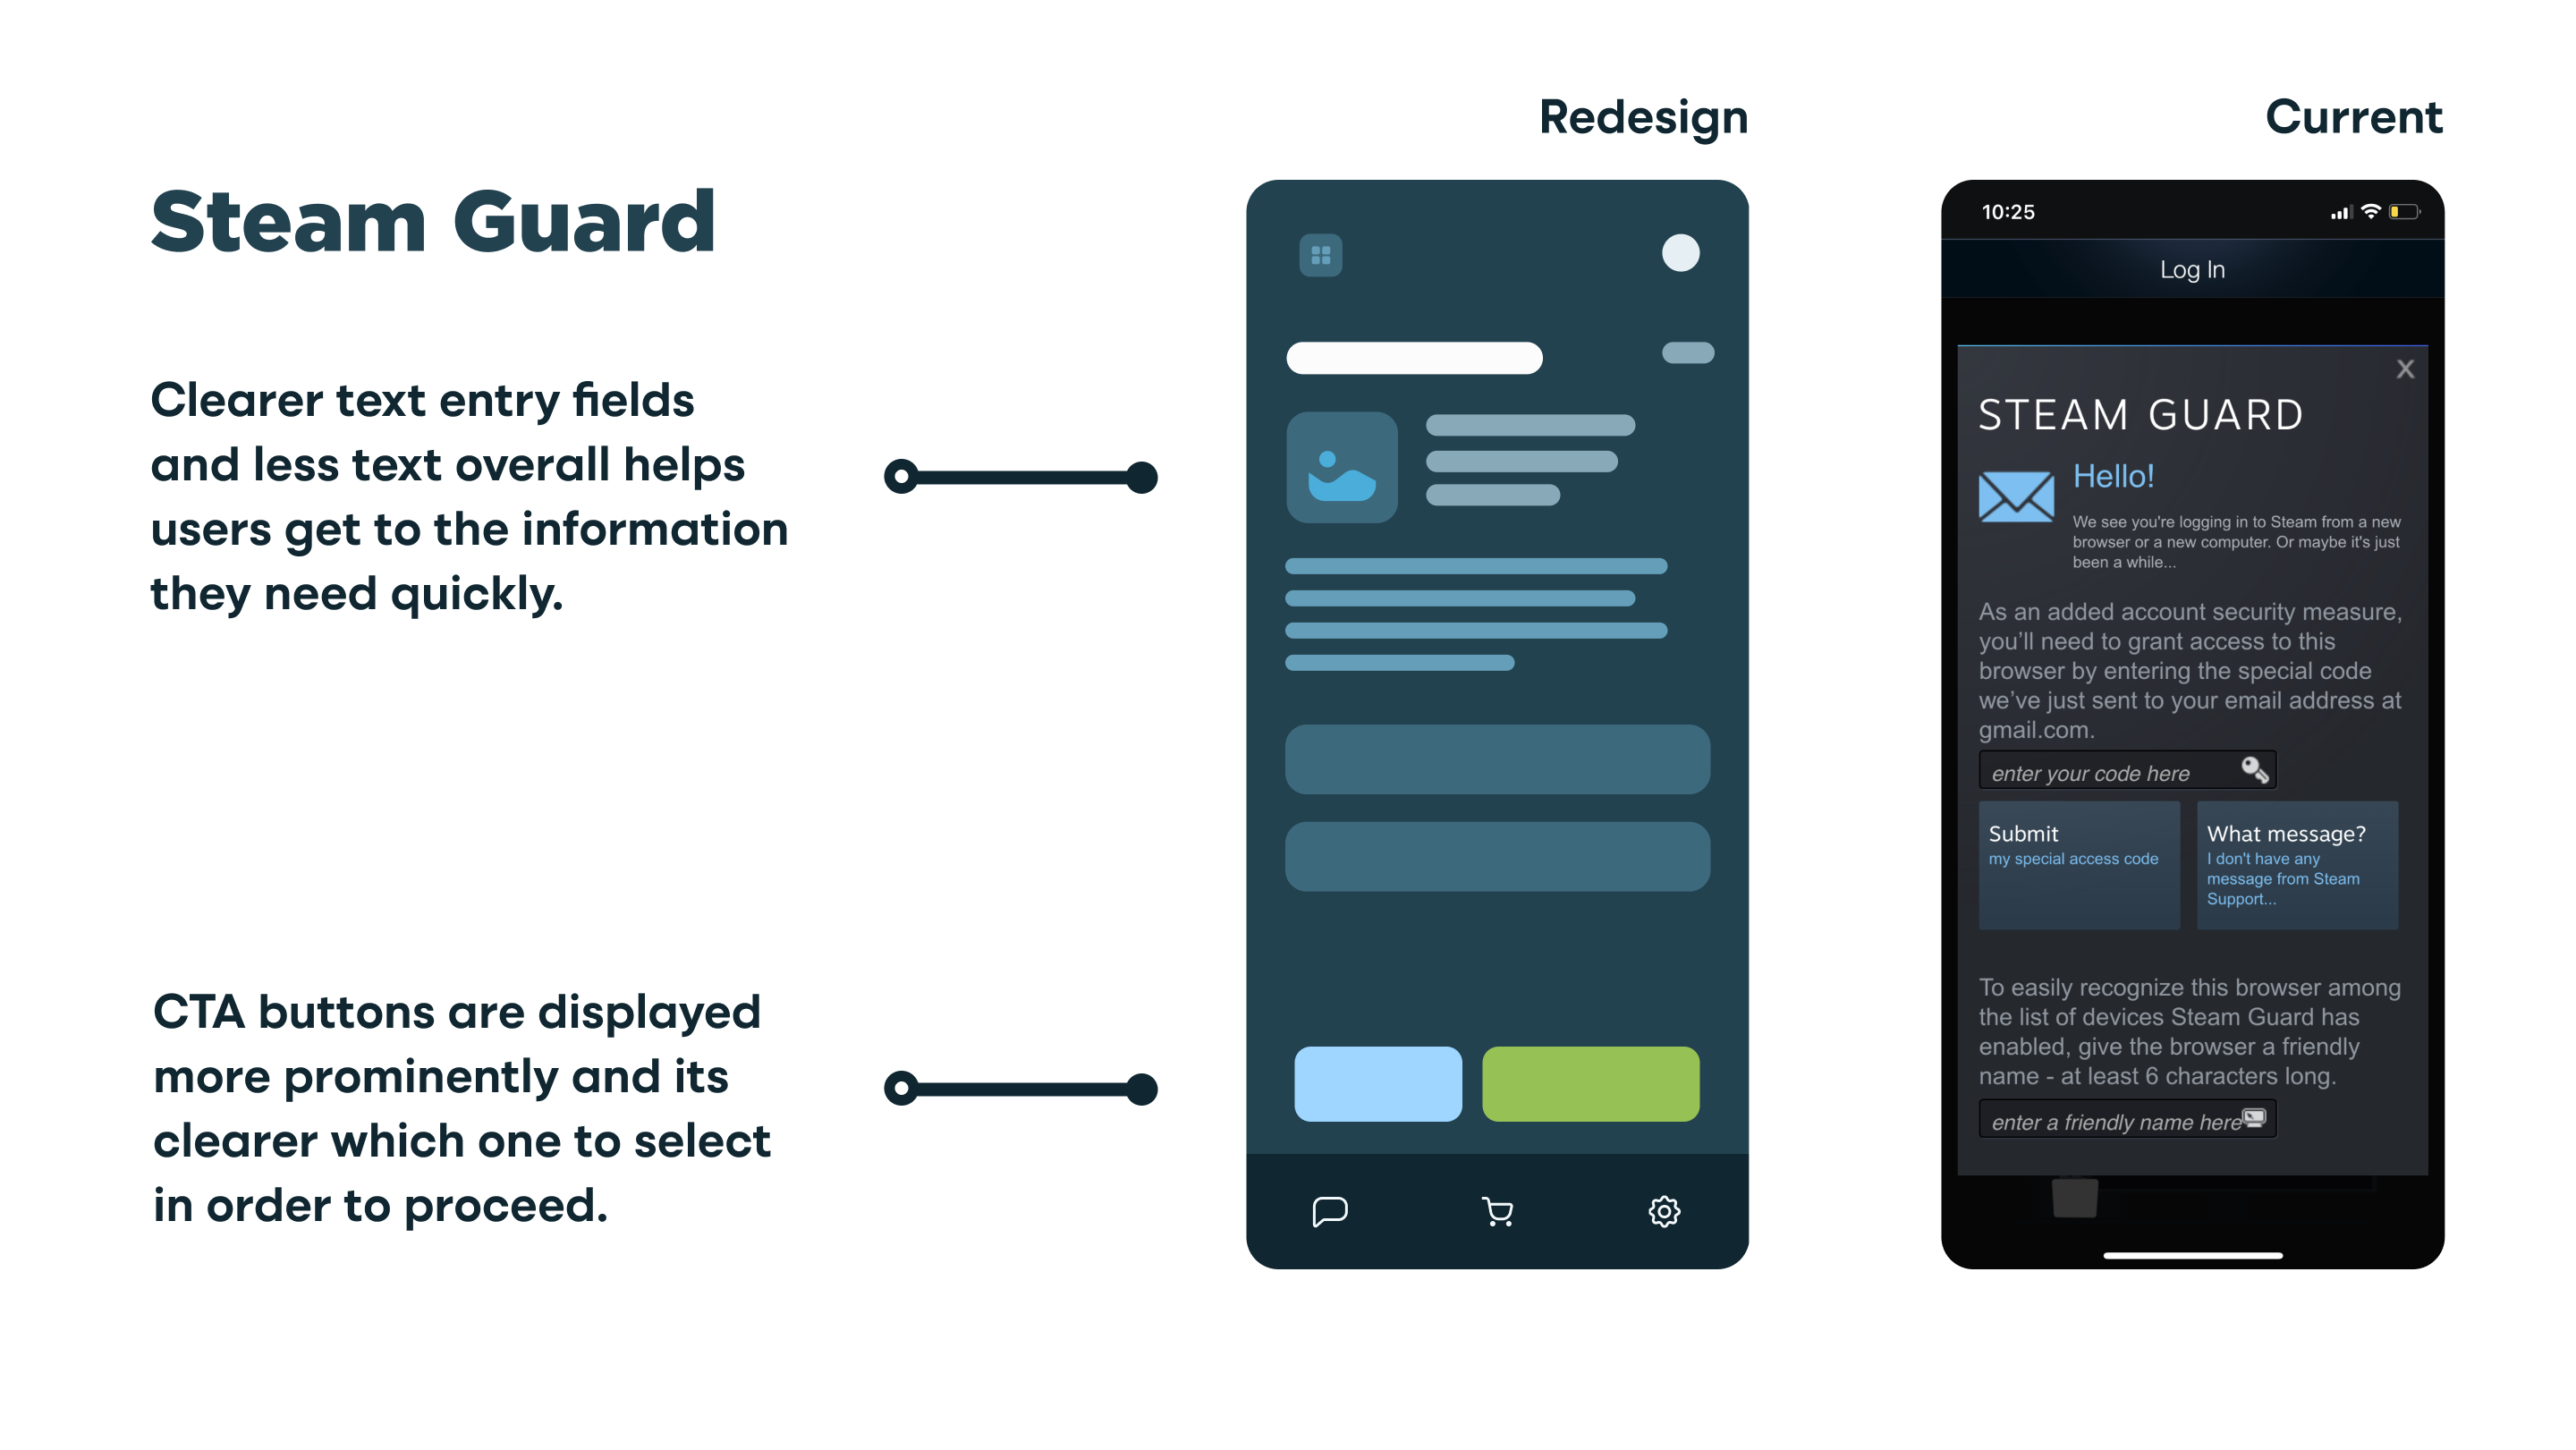 Steam Guard
Clearer text entry fields
and less text overall helps
users get to the information
they need quickly.
CTA buttons are displayed
more prominently and its
clearer which one to select
in order to proceed.
Redesign
Current
10:25
Log In
X
STEAM GUARD
Hello!
We see you're logging in to Steam from a new
browser or a new computer. Or maybe it's just
been a while...
As an added account security measure,
you’ll need to grant access to this
browser by entering the special code
we’ve just sent to your email address at
gmail.com.
enter your code here
Submit
my special access code
What message?
I don't have any
message from Steam
Support...
To easily recognize this browser among
the list of devices Steam Guard has
enabled, give the browser a friendly
name - at least 6 characters long.
enter a friendly name here